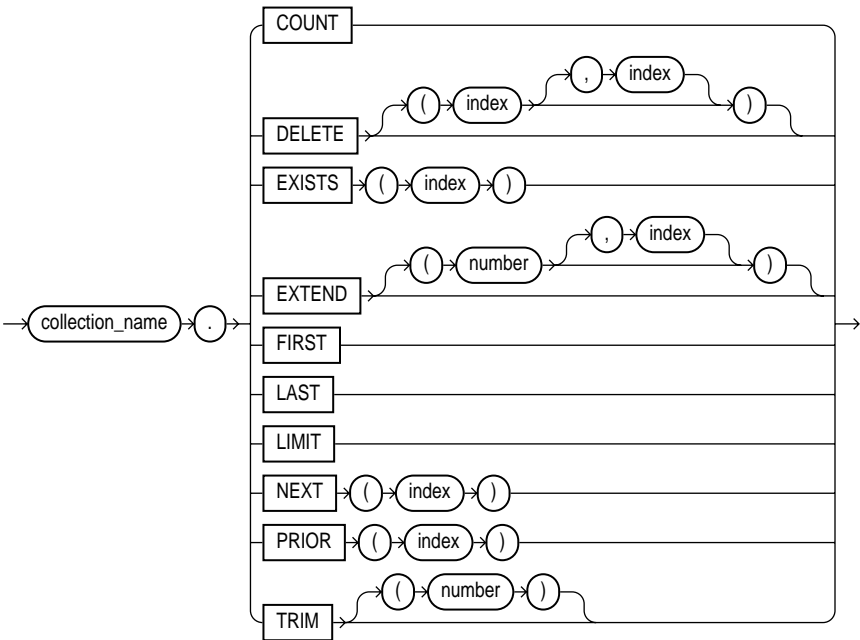 COUNT
DELETE ( index , index )
EXISTS ( index )
EXTEND ( number , index )
collection_name .
FIRST
LAST
LIMIT
NEXT ( index )
PRIOR ( index )
TRIM ( number )